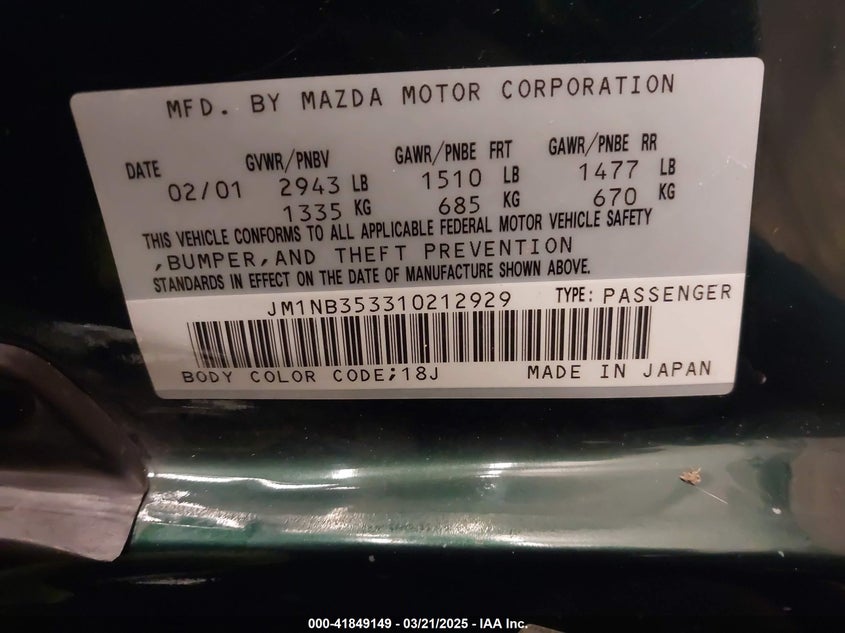 MFD. BY MAZDA MOTOR CORPORATION
DATE GVWR/PNBV GAWR/PNBE FRT GAWR/PNBE RR
02/01 2943 LB 1510 LB 1477 LB
1335 KG 685 KG 670 KG
THIS VEHICLE CONFORMS TO ALL APPLICABLE FEDERAL MOTOR VEHICLE SAFETY
,BUMPER,AND THEFT PREVENTION
STANDARDS IN EFFECT ON THE DATE OF MANUFACTURE SHOWN ABOVE.
JM1NB353310212929 TYPE: PASSENGER
BODY COLOR CODE;18J MADE IN JAPAN
000-41849149 - 03/21/2025 - IAA Inc.